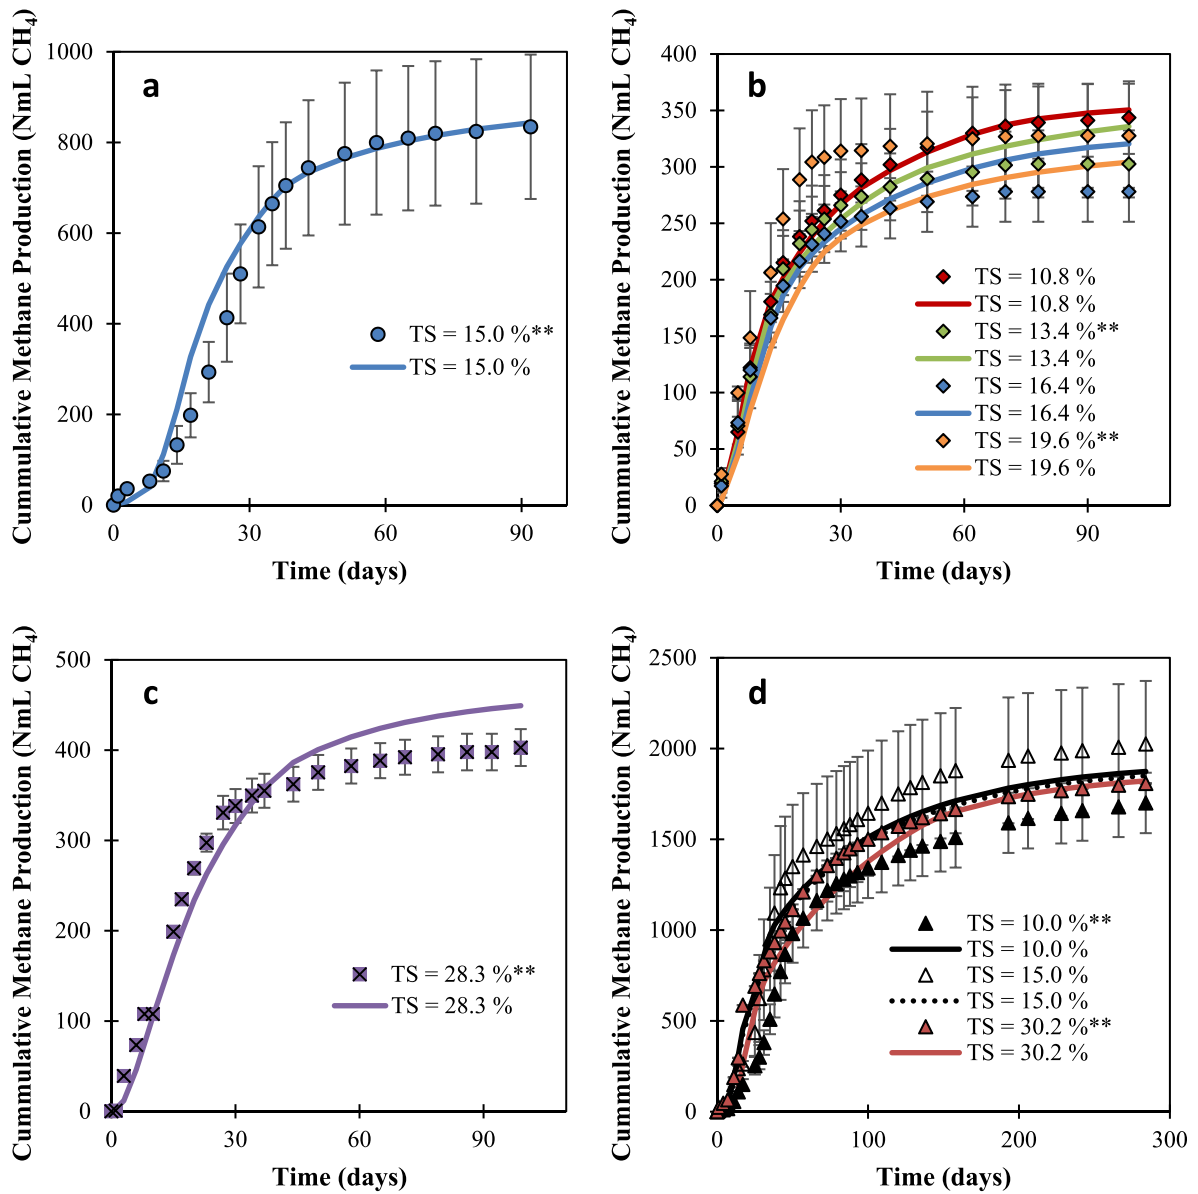 Cummulative Methane Production (NmL CH4)
1000
800
600
400
200
0
a
TS = 15.0 %**
TS = 15.0 %
0 30 60 90
Time (days)
Cummulative Methane Production (NmL CH4)
400
350
300
250
200
150
100
50
0
b
TS = 10.8 %
TS = 10.8 %
TS = 13.4 %**
TS = 13.4 %
TS = 16.4 %
TS = 16.4 %
TS = 19.6 %**
TS = 19.6 %
0 30 60 90
Time (days)
Cummulative Methane Production (NmL CH4)
500
400
300
200
100
0
c
TS = 28.3 %**
TS = 28.3 %
0 30 60 90
Time (days)
Cummulative Methane Production (NmL CH4)
2500
2000
1500
1000
500
0
d
TS = 10.0 %**
TS = 10.0 %
TS = 15.0 %
TS = 15.0 %
TS = 30.2 %**
TS = 30.2 %
0 100 200 300
Time (days)